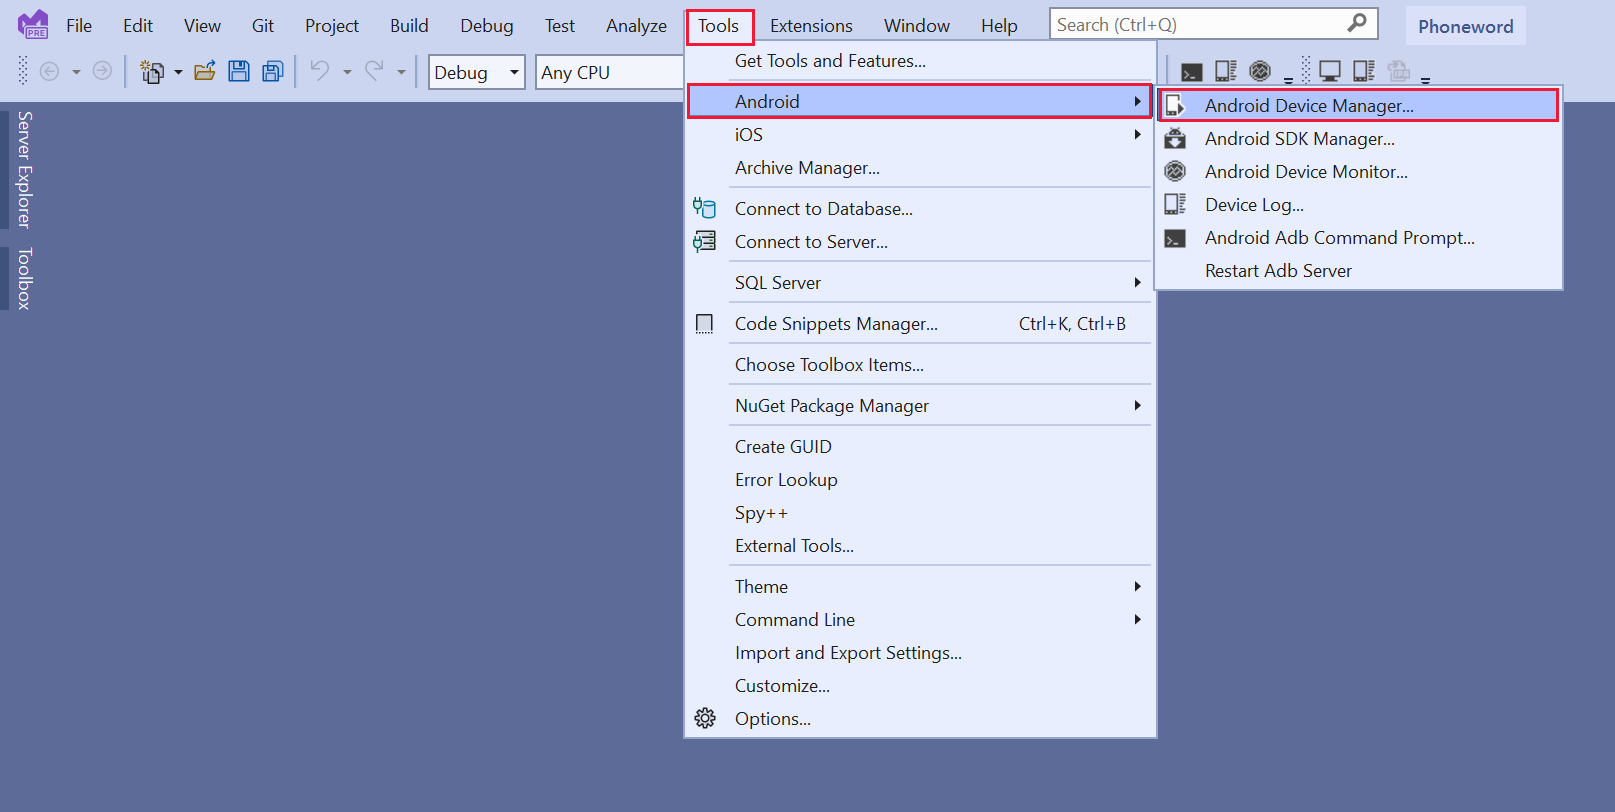 PRE
File Edit View Git Project Build Debug Test Analyze Tools Extensions Window Help Search (Ctrl+Q) Phoneword
Debug Any CPU
Server Explorer
Toolbox
Get Tools and Features...
Android
iOS
Archive Manager...
Connect to Database...
Connect to Server...
SQL Server
Code Snippets Manager... Ctrl+K, Ctrl+B
Choose Toolbox Items...
NuGet Package Manager
Create GUID
Error Lookup
Spy++
External Tools...
Theme
Command Line
Import and Export Settings...
Customize...
Options...
Android Device Manager...
Android SDK Manager...
Android Device Monitor...
Device Log...
Android Adb Command Prompt...
Restart Adb Server